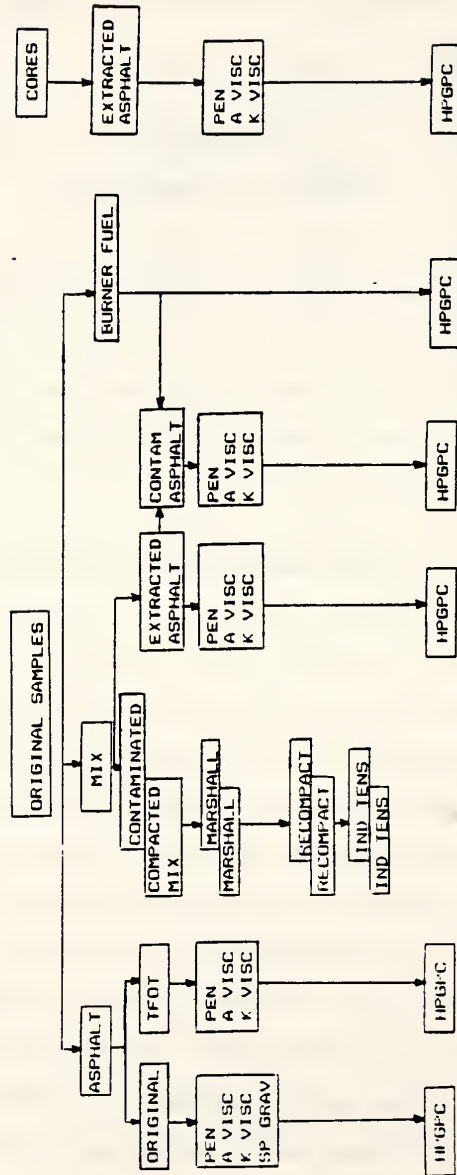 ORIGINAL SAMPLES
ASPHALT
ORIGINAL
PEN
A VISC
K VISC
SP GRAV
HPGPC
TFOT
PEN
A VISC
K VISC
HPGPC
MIX
CONTAMINATED
COMPACTED
MIX
MARSHALL
MARSHALL
RECOMPACT
RECOMPACT
IND TENS
IND TENS
EXTRACTED
ASPHALT
PEN
A VISC
K VISC
HPGPC
CONTAM
ASPHALT
PEN
A VISC
K VISC
HPGPC
BURNER FUEL
HPGPC
CORES
EXTRACTED
ASPHALT
PEN
A VISC
K VISC
HPGPC